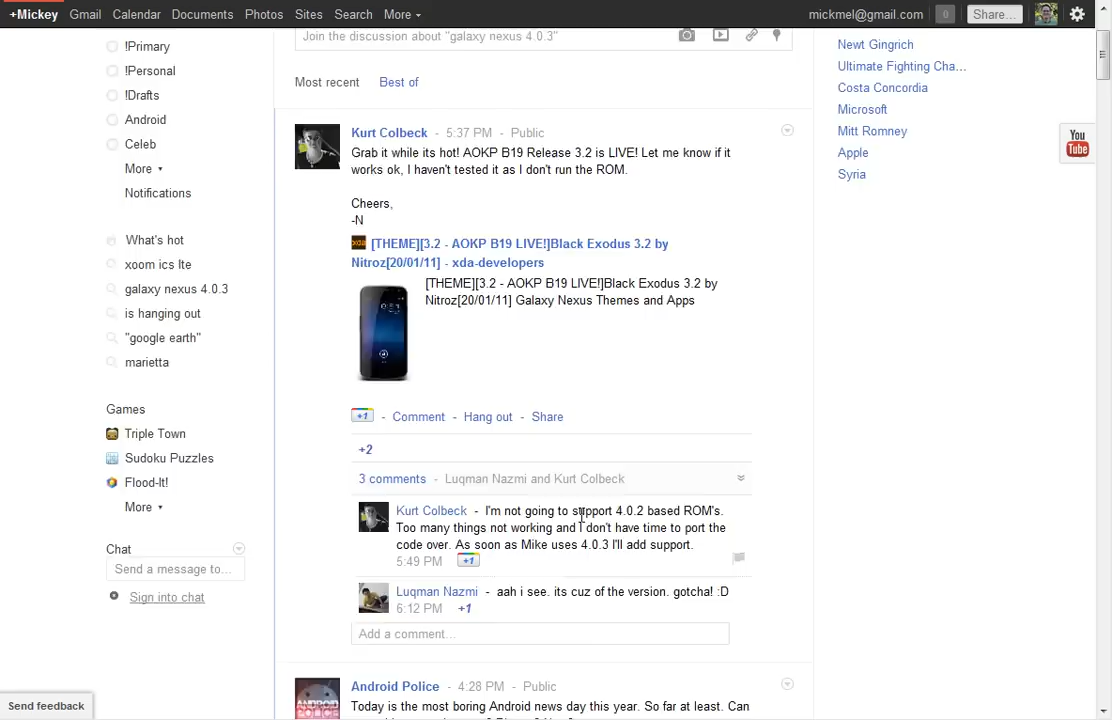 +Mickey Gmail Calendar Documents Photos Sites Search More mickmel@gmail.com 0 Share...
!Primary
!Personal
!Drafts
Android
Celeb
More
Notifications
What's hot
xoom ics lte
galaxy nexus 4.0.3
is hanging out
"google earth"
marietta
Games
Triple Town
Sudoku Puzzles
Flood-It!
More
Chat
Send a message to...
Sign into chat
Send feedback
Join the discussion about "galaxy nexus 4.0.3"
Most recent Best of
Kurt Colbeck - 5:37 PM - Public
Grab it while its hot! AOKP B19 Release 3.2 is LIVE! Let me know if it
works ok, I haven't tested it as I don't run the ROM.
Cheers,
-N
xda [THEME][3.2 - AOKP B19 LIVE!]Black Exodus 3.2 by
Nitroz[20/01/11] - xda-developers
[THEME][3.2 - AOKP B19 LIVE!]Black Exodus 3.2 by
Nitroz[20/01/11] Galaxy Nexus Themes and Apps
+1 - Comment - Hang out - Share
+2
3 comments - Luqman Nazmi and Kurt Colbeck
Kurt Colbeck - I'm not going to support 4.0.2 based ROM's.
Too many things not working and I don't have time to port the
code over. As soon as Mike uses 4.0.3 I'll add support.
5:49 PM +1
Luqman Nazmi - aah i see. its cuz of the version. gotcha! :D
6:12 PM +1
Add a comment...
Android Police - 4:28 PM - Public
Today is the most boring Android news day this year. So far at least. Can
Newt Gingrich
Ultimate Fighting Cha...
Costa Concordia
Microsoft
Mitt Romney
Apple
Syria
You
Tube
ANDROID
POLICE